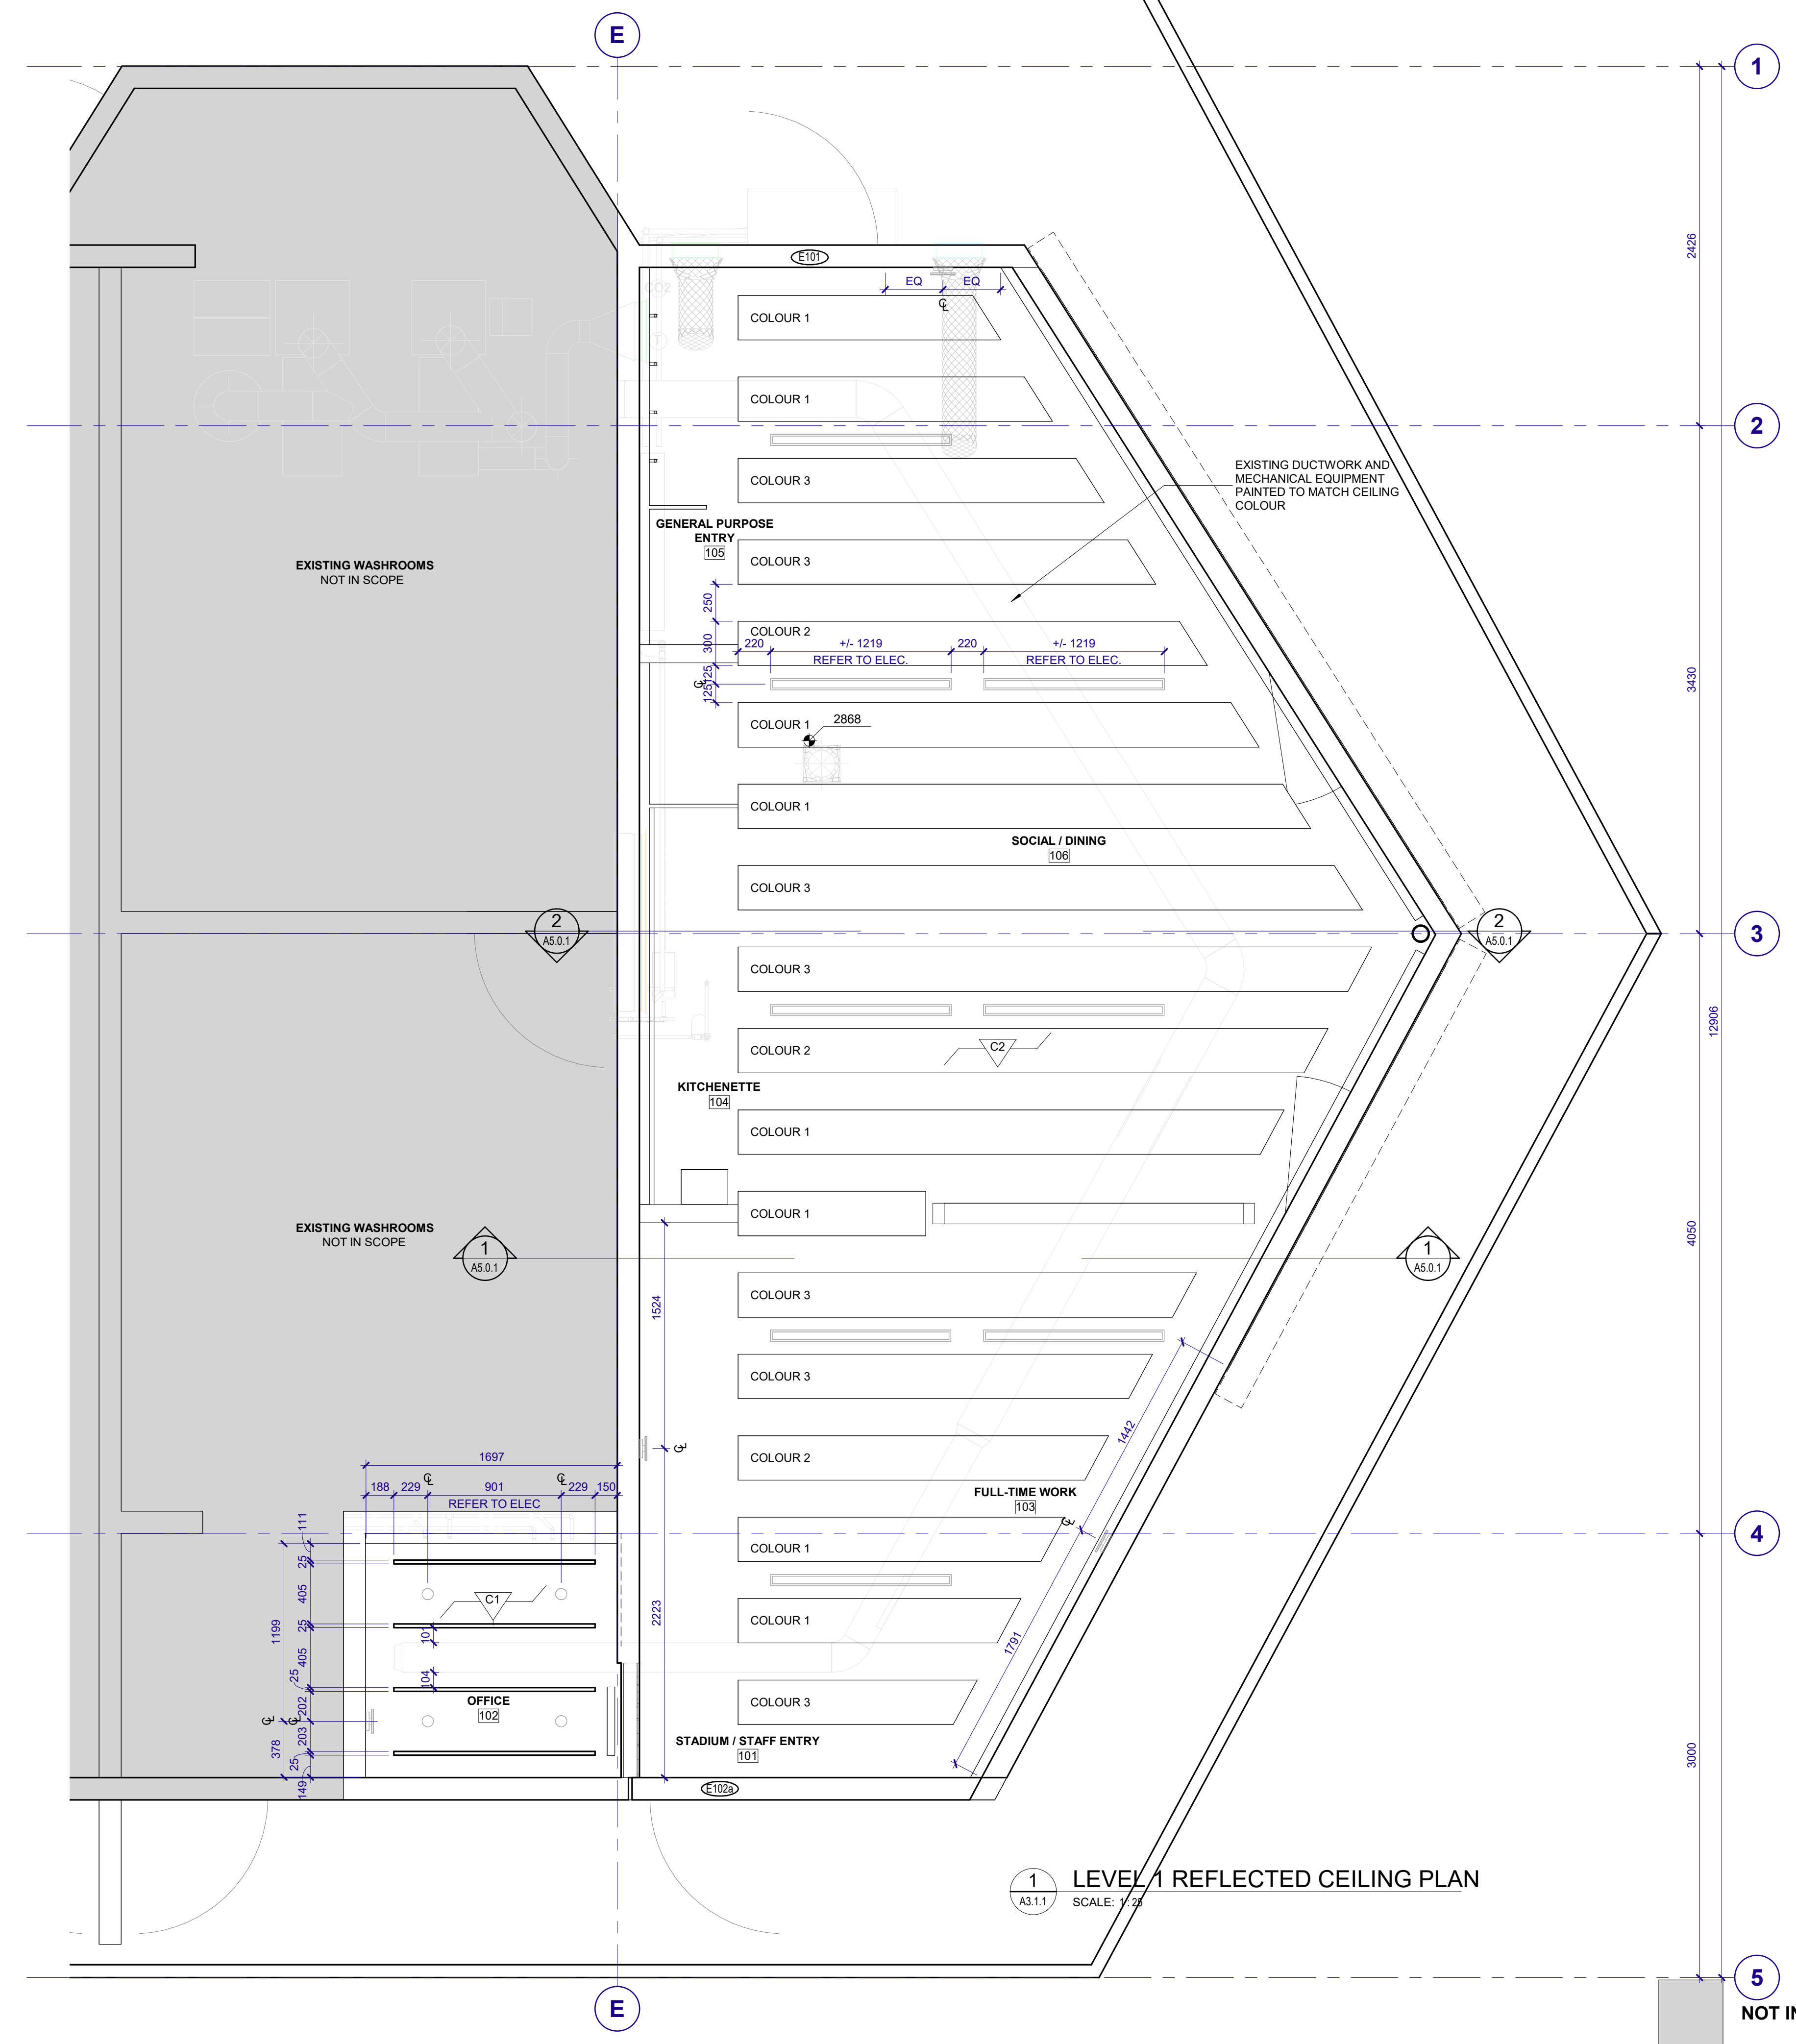 E
1
2426
E101
EQ
EQ
℄
CO2
T
COLOUR 1
COLOUR 1
2
EXISTING DUCTWORK AND
MECHANICAL EQUIPMENT
PAINTED TO MATCH CEILING
COLOUR
COLOUR 3
GENERAL PURPOSE
ENTRY
105
EXISTING WASHROOMS
NOT IN SCOPE
COLOUR 3
250
300
125
125
℄
COLOUR 2
220
+/- 1219
REFER TO ELEC.
220
+/- 1219
REFER TO ELEC.
3430
COLOUR 1
2868
COLOUR 1
SOCIAL / DINING
106
COLOUR 3
2
A5.0.1
2
A5.0.1
3
COLOUR 3
12906
COLOUR 2
C2
KITCHENETTE
104
COLOUR 1
COLOUR 1
EXISTING WASHROOMS
NOT IN SCOPE
1
A5.0.1
1
A5.0.1
4050
1524
COLOUR 3
COLOUR 3
1442
℄
COLOUR 2
1697
℄
℄
188
229
901
229
150
REFER TO ELEC
FULL-TIME WORK
103
℄
4
111
25
405
25
405
25
202
203
25
149
1199
378
℄
℄
C1
101
104
COLOUR 1
2223
COLOUR 1
1791
OFFICE
102
COLOUR 3
STADIUM / STAFF ENTRY
101
3000
E102a
1
A3.1.1
LEVEL 1 REFLECTED CEILING PLAN
SCALE: 1 : 25
E
5
NOT IN